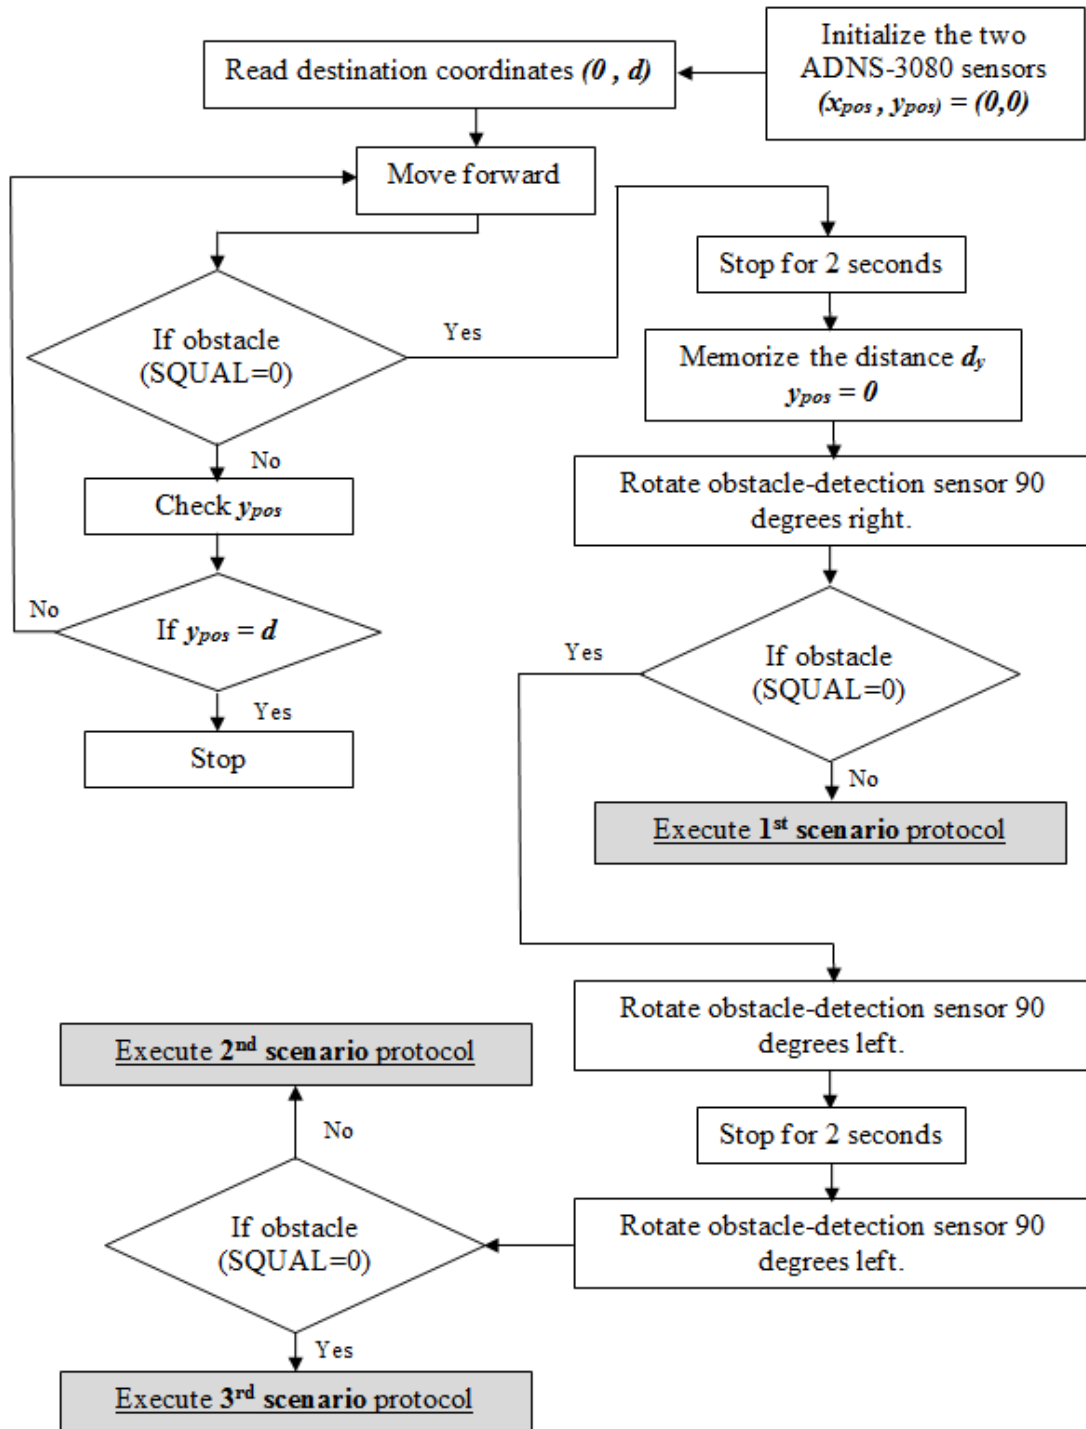 Initialize the two
ADNS-3080 sensors
(xpos , ypos) = (0,0)
Read destination coordinates (0 , d)
Move forward
If obstacle
(SQUAL=0)
Yes
No
Check ypos
If ypos = d
No
Yes
Stop
Stop for 2 seconds
Memorize the distance dy
ypos = 0
Rotate obstacle-detection sensor 90
degrees right.
If obstacle
(SQUAL=0)
Yes
No
Execute 1st scenario protocol
Rotate obstacle-detection sensor 90
degrees left.
Stop for 2 seconds
Rotate obstacle-detection sensor 90
degrees left.
If obstacle
(SQUAL=0)
No
Execute 2nd scenario protocol
Yes
Execute 3rd scenario protocol